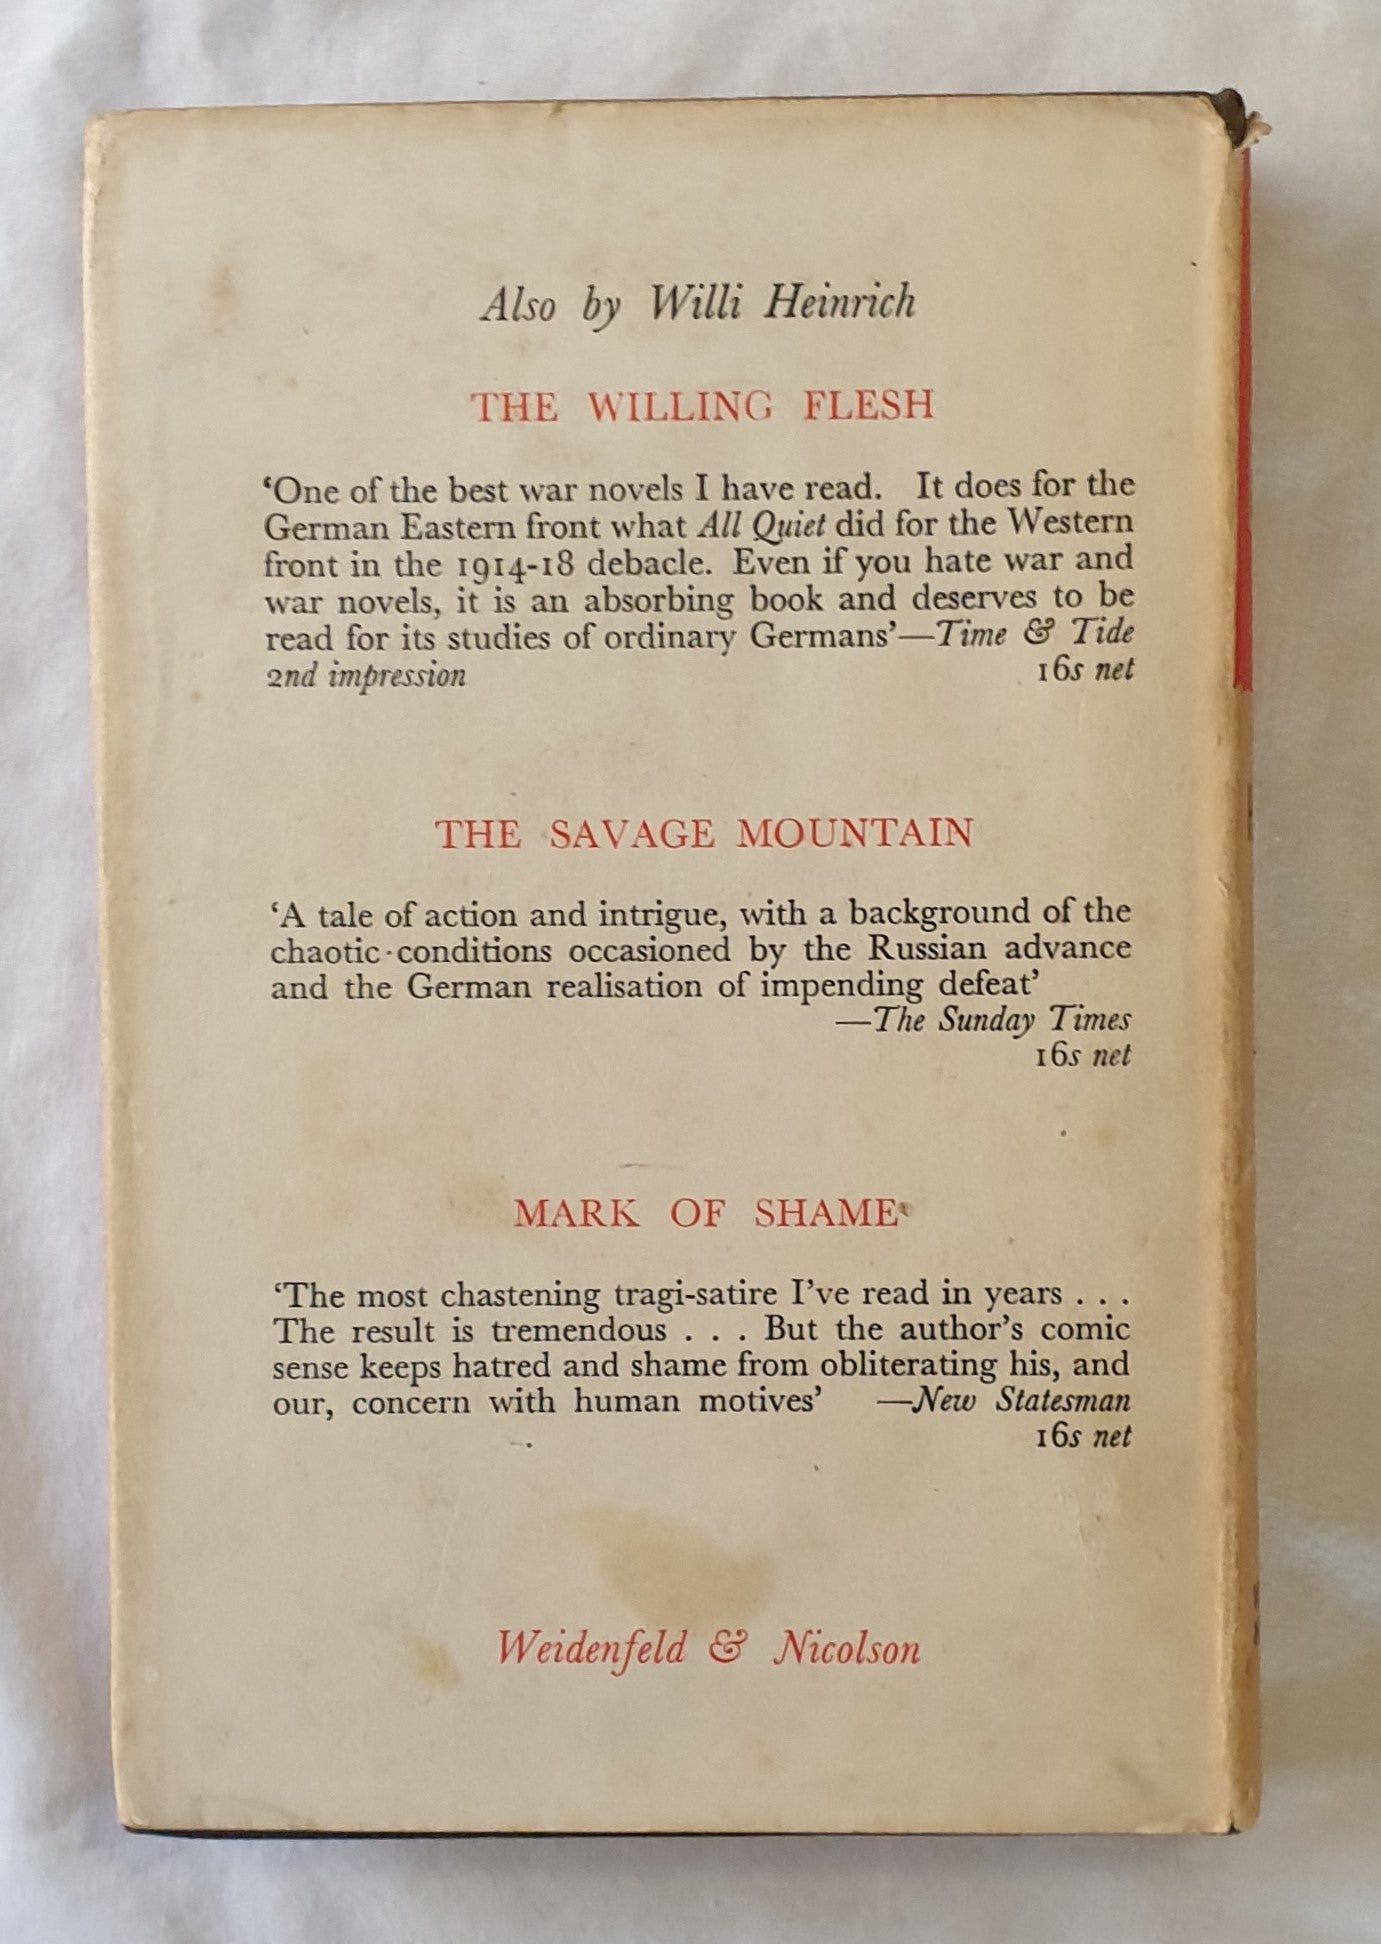 Also by Willi Heinrich
THE WILLING FLESH
‘One of the best war novels I have read. It does for the
German Eastern front what All Quiet did for the Western
front in the 1914-18 debacle. Even if you hate war and
war novels, it is an absorbing book and deserves to be
read for its studies of ordinary Germans’—Time & Tide
2nd impression 16s net
THE SAVAGE MOUNTAIN
‘A tale of action and intrigue, with a background of the
chaotic conditions occasioned by the Russian advance
and the German realisation of impending defeat’
—The Sunday Times
16s net
MARK OF SHAME
‘The most chastening tragi-satire I’ve read in years . . .
The result is tremendous . . . But the author’s comic
sense keeps hatred and shame from obliterating his, and
our, concern with human motives’ —New Statesman
16s net
Weidenfeld & Nicolson